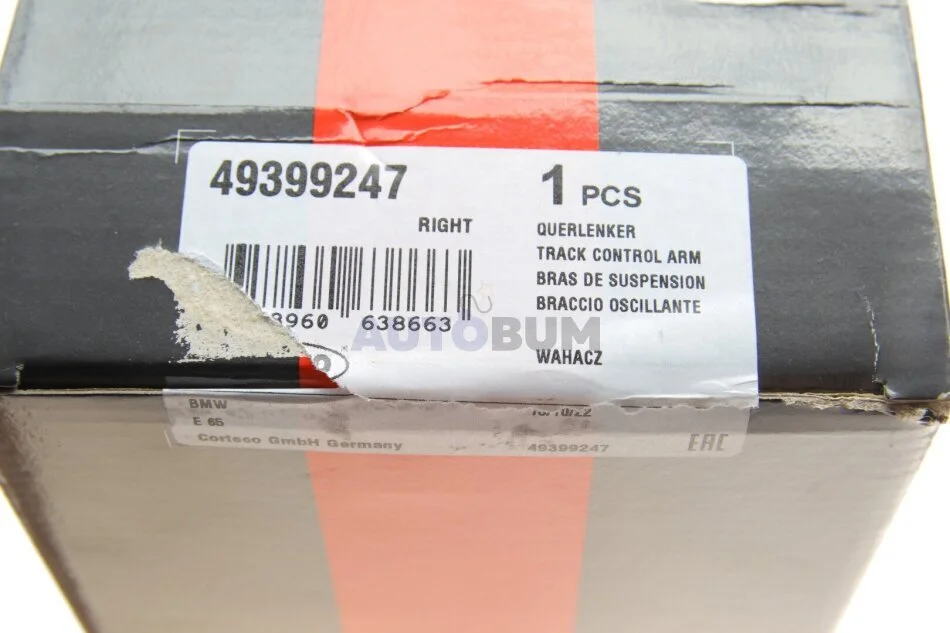 49399247
1 PCS
RIGHT
QUERLENKER
TRACK CONTROL ARM
BRAS DE SUSPENSION
BRACCIO OSCILLANTE
3960 638663
AUTOBUM
WAHACZ
BMW
E 65
Corteco GmbH Germany
49399247
EAC